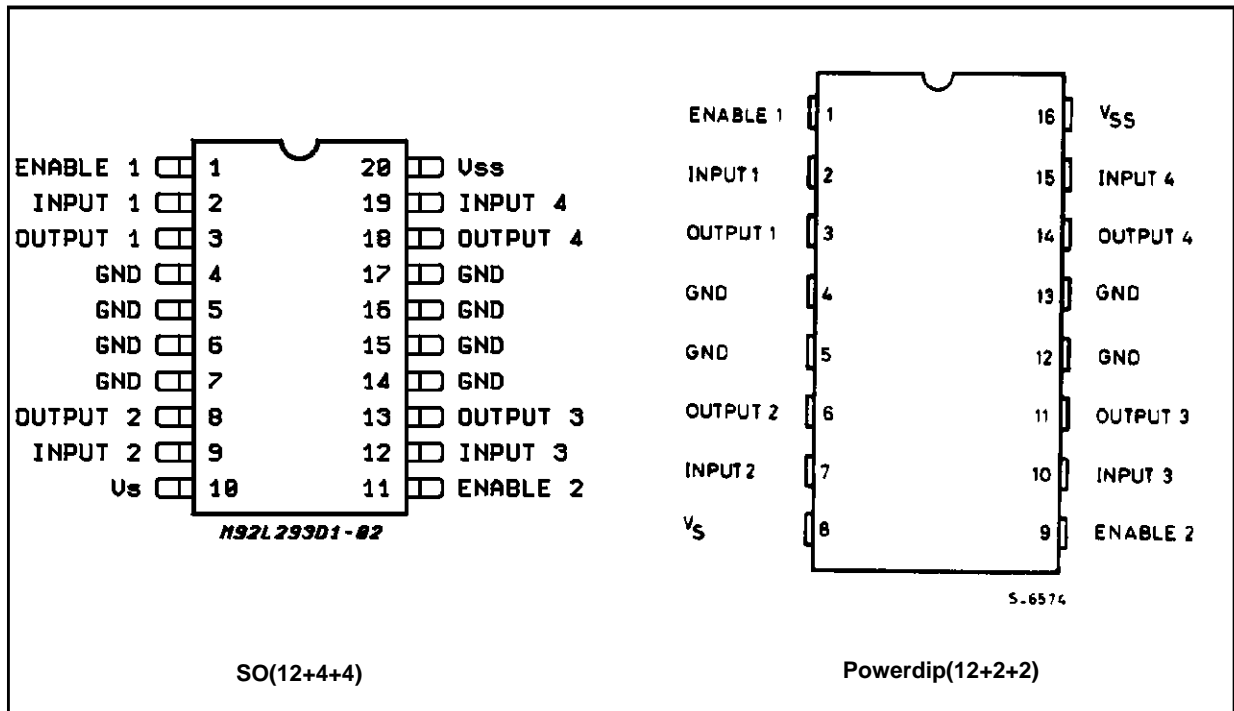 ENABLE 1 1 20 Vss
INPUT 1 2 19 INPUT 4
OUTPUT 1 3 18 OUTPUT 4
GND 4 17 GND
GND 5 16 GND
GND 6 15 GND
GND 7 14 GND
OUTPUT 2 8 13 OUTPUT 3
INPUT 2 9 12 INPUT 3
Vs 10 11 ENABLE 2
M92L293D1-02
SO(12+4+4)
ENABLE 1 1 16 VSS
INPUT 1 2 15 INPUT 4
OUTPUT 1 3 14 OUTPUT 4
GND 4 13 GND
GND 5 12 GND
OUTPUT 2 6 11 OUTPUT 3
INPUT 2 7 10 INPUT 3
VS 8 9 ENABLE 2
S-6574
Powerdip(12+2+2)